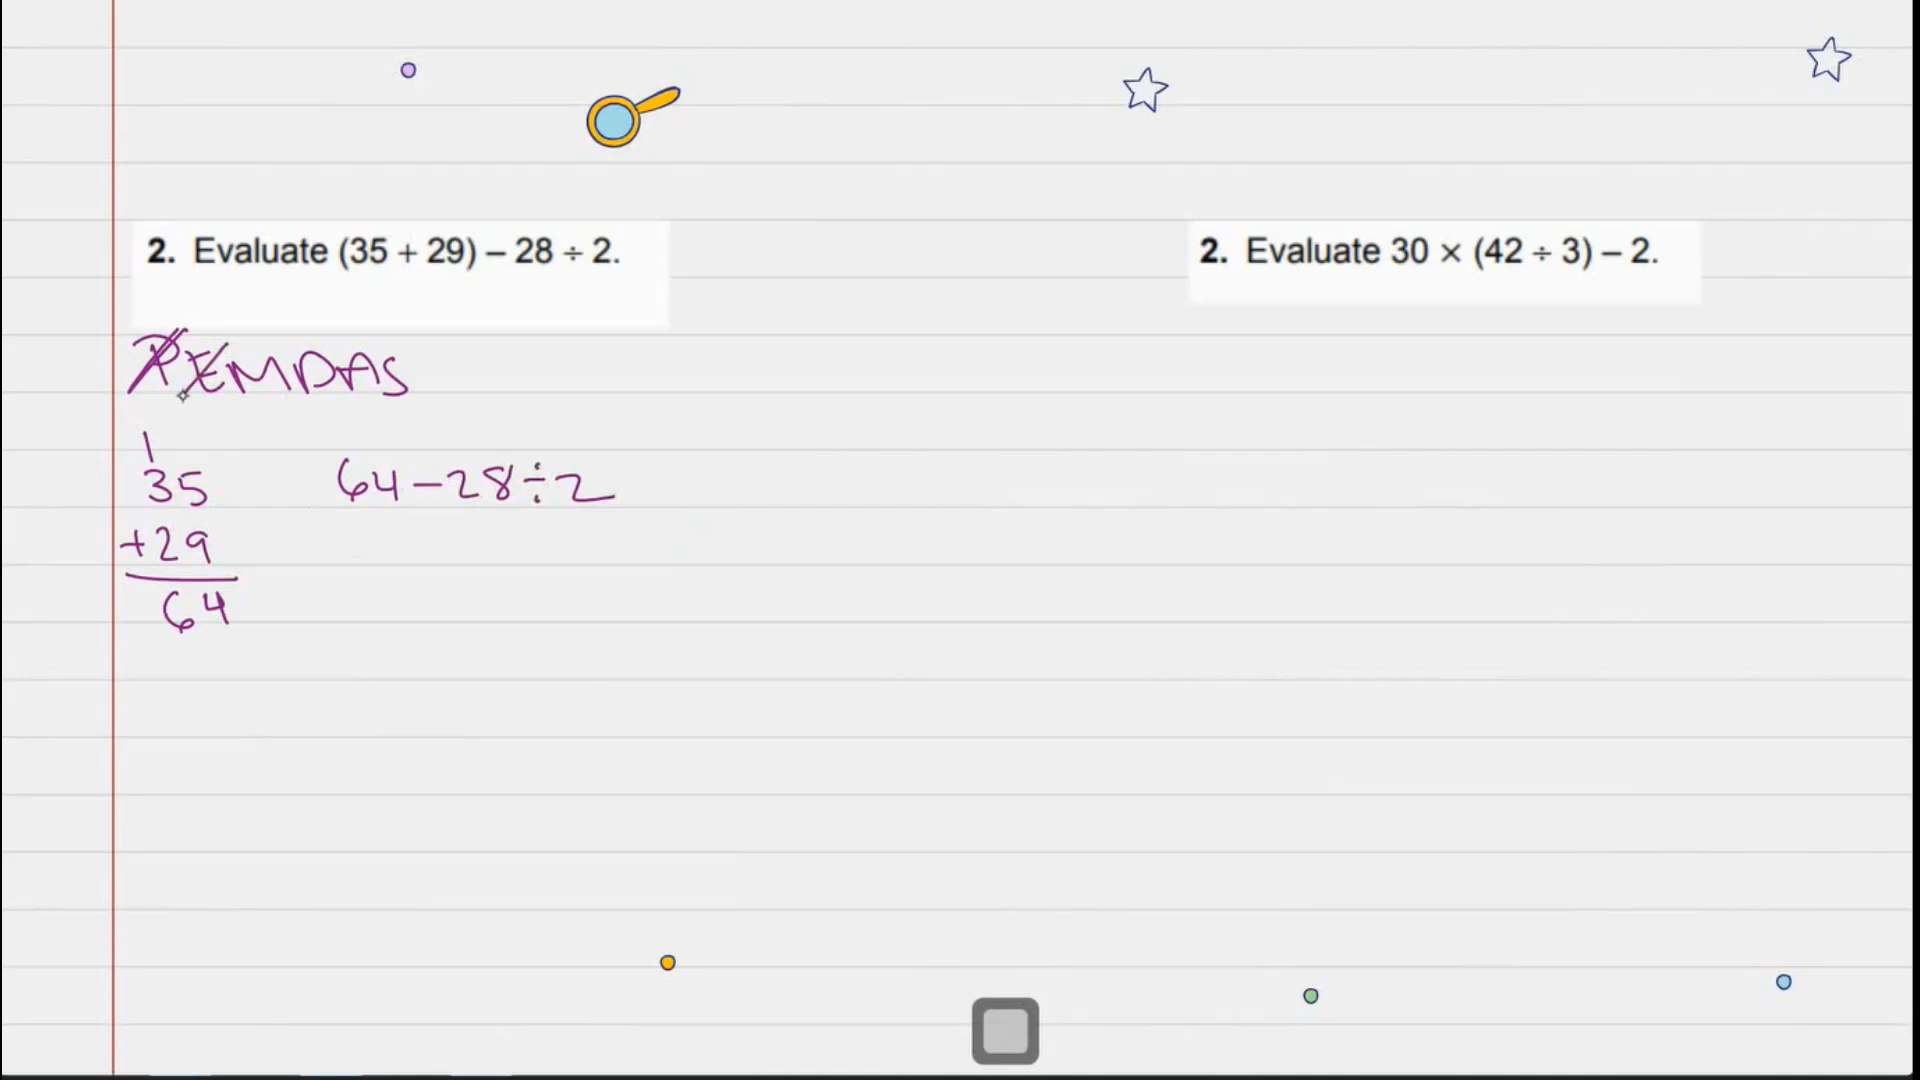 2. Evaluate (35 + 29) – 28 ÷ 2.
PEMDAS
1
35
+29
64
64-28÷2
2. Evaluate 30 × (42 ÷ 3) – 2.